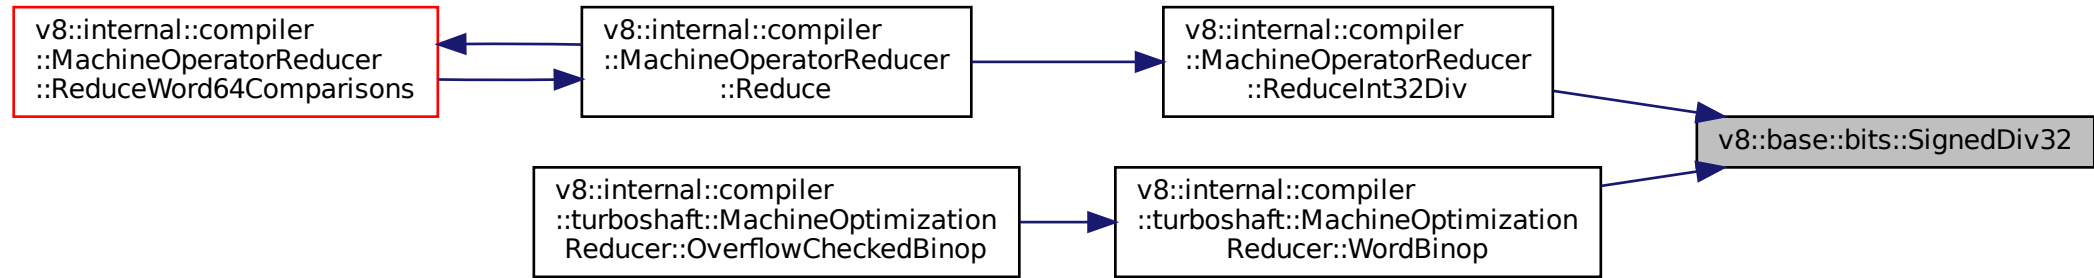 v8::internal::compiler
::MachineOperatorReducer
::ReduceWord64Comparisons
v8::internal::compiler
::MachineOperatorReducer
::Reduce
v8::internal::compiler
::MachineOperatorReducer
::ReduceInt32Div
v8::base::bits::SignedDiv32
v8::internal::compiler
::turboshaft::MachineOptimization
Reducer::OverflowCheckedBinop
v8::internal::compiler
::turboshaft::MachineOptimization
Reducer::WordBinop